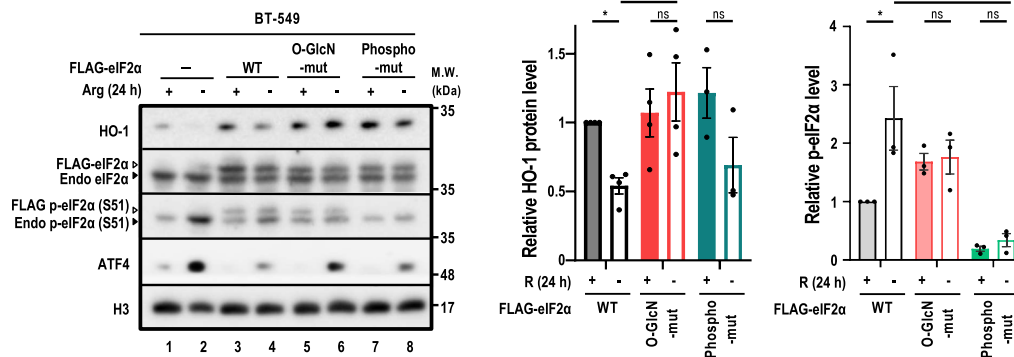 BT-549
O-GlcN Phospho
FLAG-eIF2α – WT -mut -mut M.W.
Arg (24 h) + - + - + - + - (kDa)
35
HO-1
FLAG-eIF2α
Endo eIF2α
35
FLAG p-eIF2α (S51)
Endo p-eIF2α (S51)
35
ATF4
48
H3 17
1 2 3 4 5 6 7 8
Relative HO-1 protein level
* ns ns
1.5
1
0.5
0
R (24 h) + - + - + -
FLAG-eIF2α WT O-GlcN -mut Phospho -mut
Relative p-eIF2α level
* ns ns
4
3
2
1
0
R (24 h) + - + - + -
FLAG-eIF2α WT O-GlcN -mut Phospho -mut